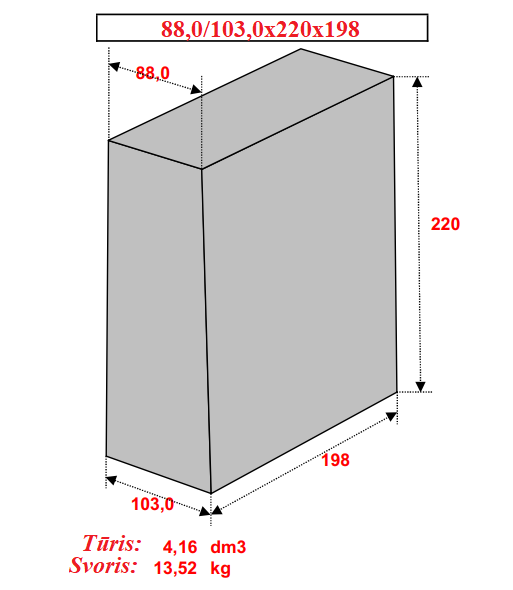 88,0/103,0x220x198
88,0
220
198
103,0
Tūris: 4,16 dm3
Svoris: 13,52 kg